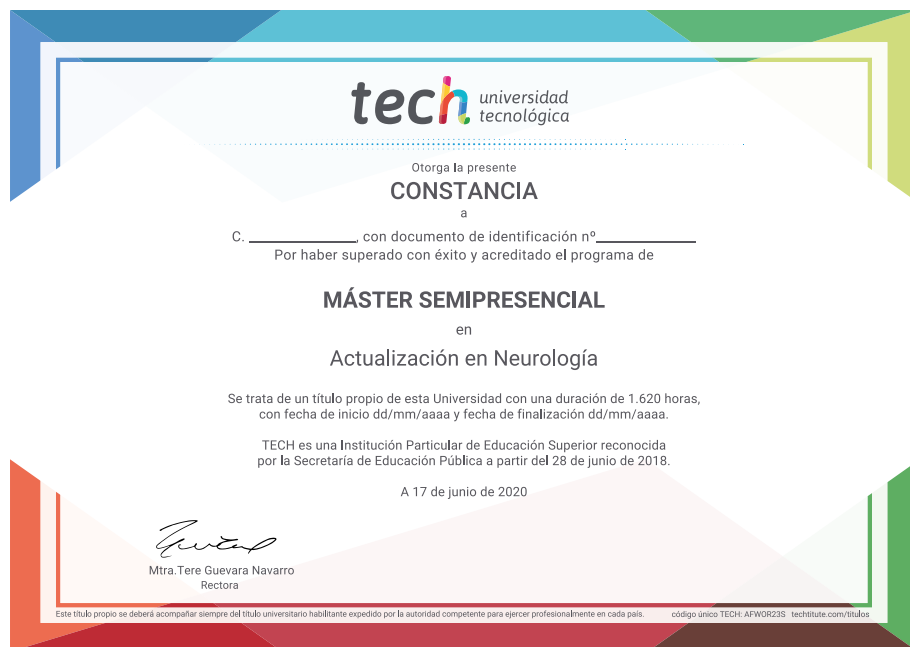 tech universidad
tecnológica
Otorga la presente
CONSTANCIA
a
C. ____________, con documento de identificación nº____________
Por haber superado con éxito y acreditado el programa de
MÁSTER SEMIPRESENCIAL
en
Actualización en Neurología
Se trata de un título propio de esta Universidad con una duración de 1.620 horas,
con fecha de inicio dd/mm/aaaa y fecha de finalización dd/mm/aaaa.
TECH es una Institución Particular de Educación Superior reconocida
por la Secretaría de Educación Pública a partir del 28 de junio de 2018.
A 17 de junio de 2020
Mtra.Tere Guevara Navarro
Rectora
Este título propio se deberá acompañar siempre del título universitario habilitante expedido por la autoridad competente para ejercer profesionalmente en cada país. código único TECH: AFWOR23S techtitute.com/titulos